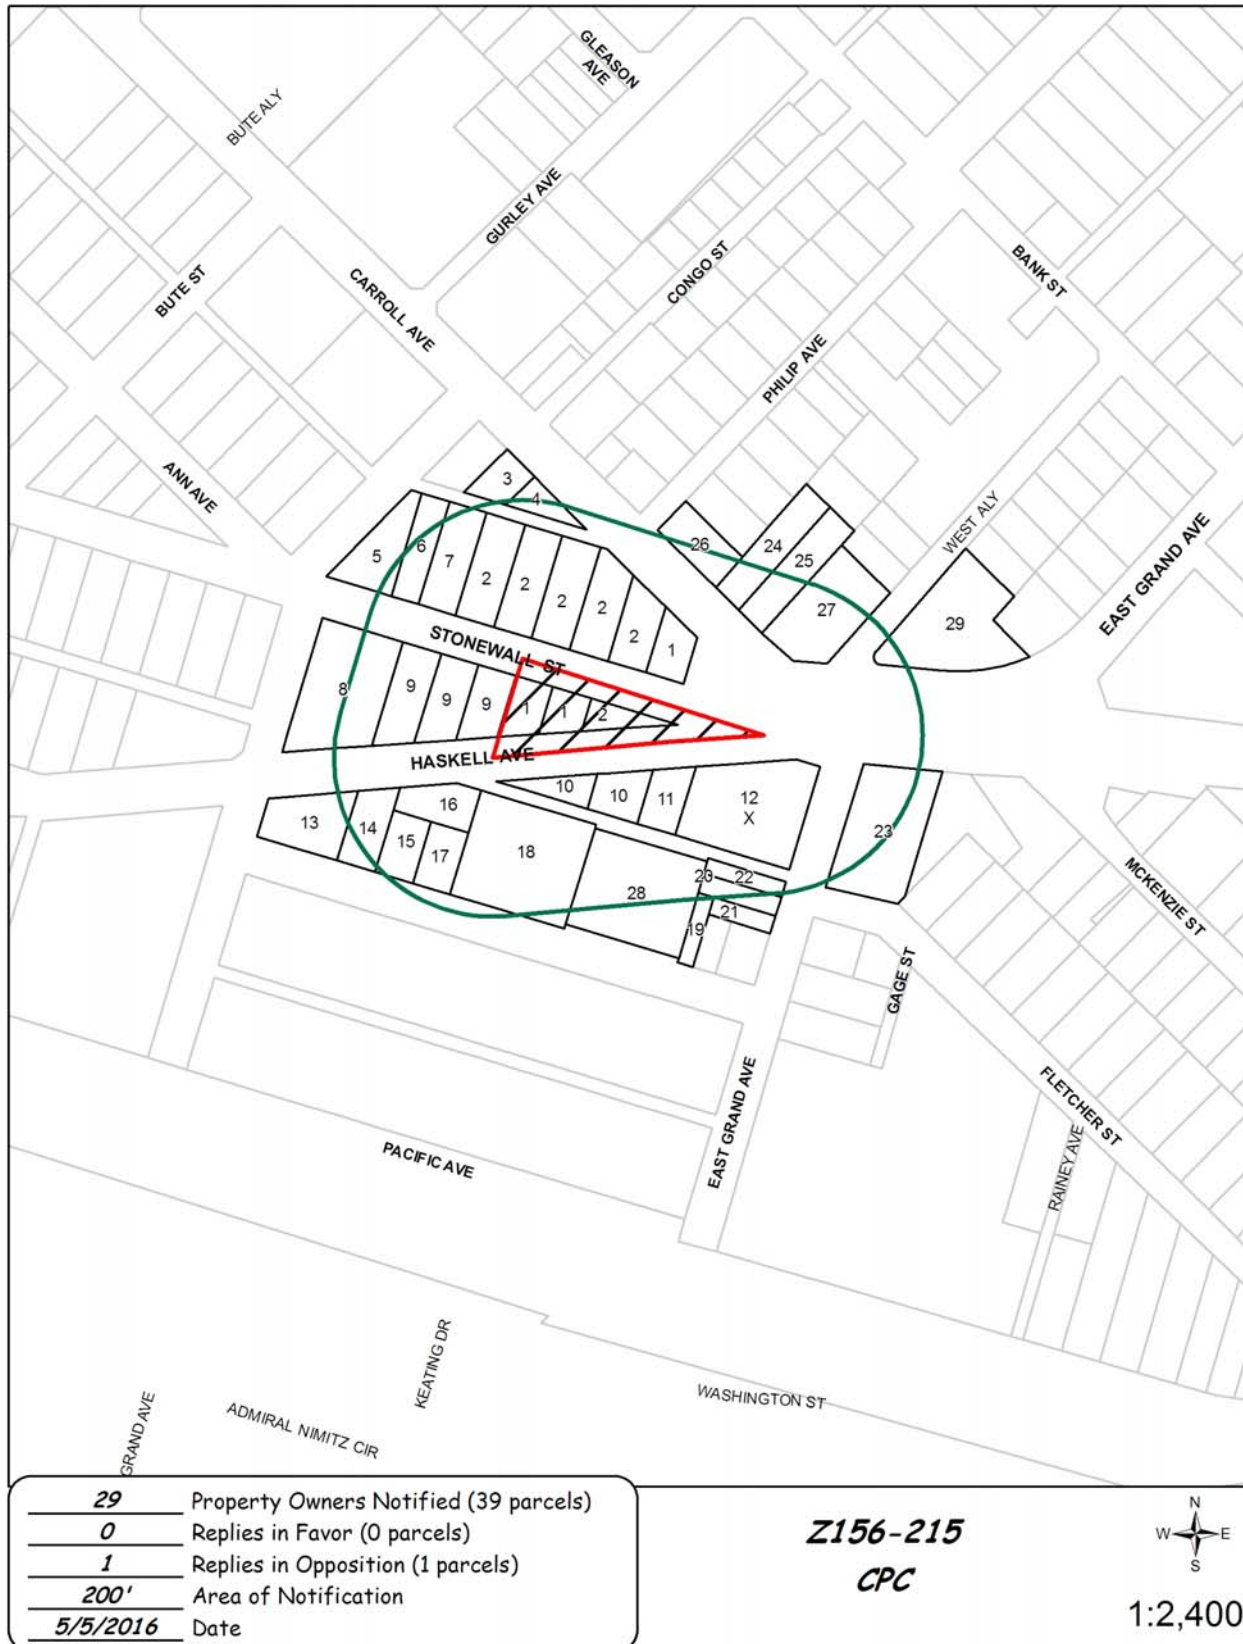 GLEASON
AVE
BUTE ALY
GURLEY AVE
BUTE ST
CARROLL AVE
CONGO ST
BANK ST
PHILIP AVE
ANN AVE
WEST ALY
EAST GRAND AVE
3
4
5
6
7
2
2
2
2
2
1
26
24
25
27
29
STONEWALL ST
8
9
9
9
1
1
2
HASKELL AVE
10
10
11
12
X
13
14
16
15
17
18
28
20
22
21
19
23
MCKENZIE ST
GAGE ST
EAST GRAND AVE
FLETCHER ST
RAINEY AVE
PACIFIC AVE
KEATING DR
WASHINGTON ST
GRAND AVE
ADMIRAL NIMITZ CIR
29 Property Owners Notified (39 parcels)
0 Replies in Favor (0 parcels)
1 Replies in Opposition (1 parcels)
200' Area of Notification
5/5/2016 Date
Z156-215
CPC
N
W E
S
1:2,400